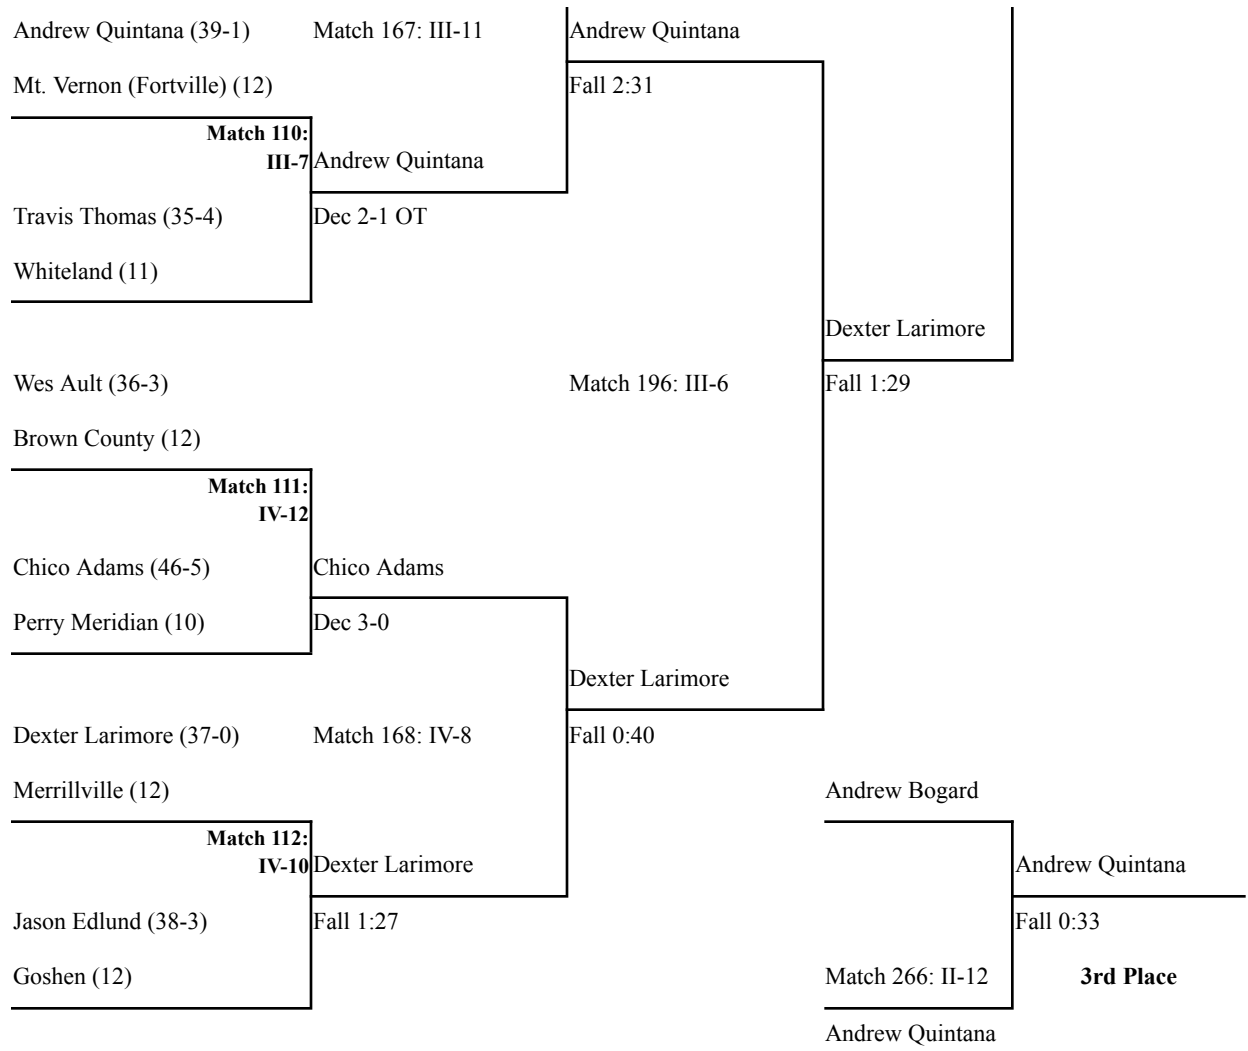 Andrew Quintana (39-1) Match 167: III-11 Andrew Quintana
Mt. Vernon (Fortville) (12) Fall 2:31
Match 110:
III-7 Andrew Quintana
Travis Thomas (35-4) Dec 2-1 OT
Whiteland (11)
Dexter Larimore
Wes Ault (36-3) Match 196: III-6 Fall 1:29
Brown County (12)
Match 111:
IV-12
Chico Adams (46-5) Chico Adams
Perry Meridian (10) Dec 3-0
Dexter Larimore
Dexter Larimore (37-0) Match 168: IV-8 Fall 0:40
Merrillville (12) Andrew Bogard
Match 112:
IV-10 Dexter Larimore Andrew Quintana
Jason Edlund (38-3) Fall 1:27 Fall 0:33
Goshen (12) Match 266: II-12 3rd Place
Andrew Quintana